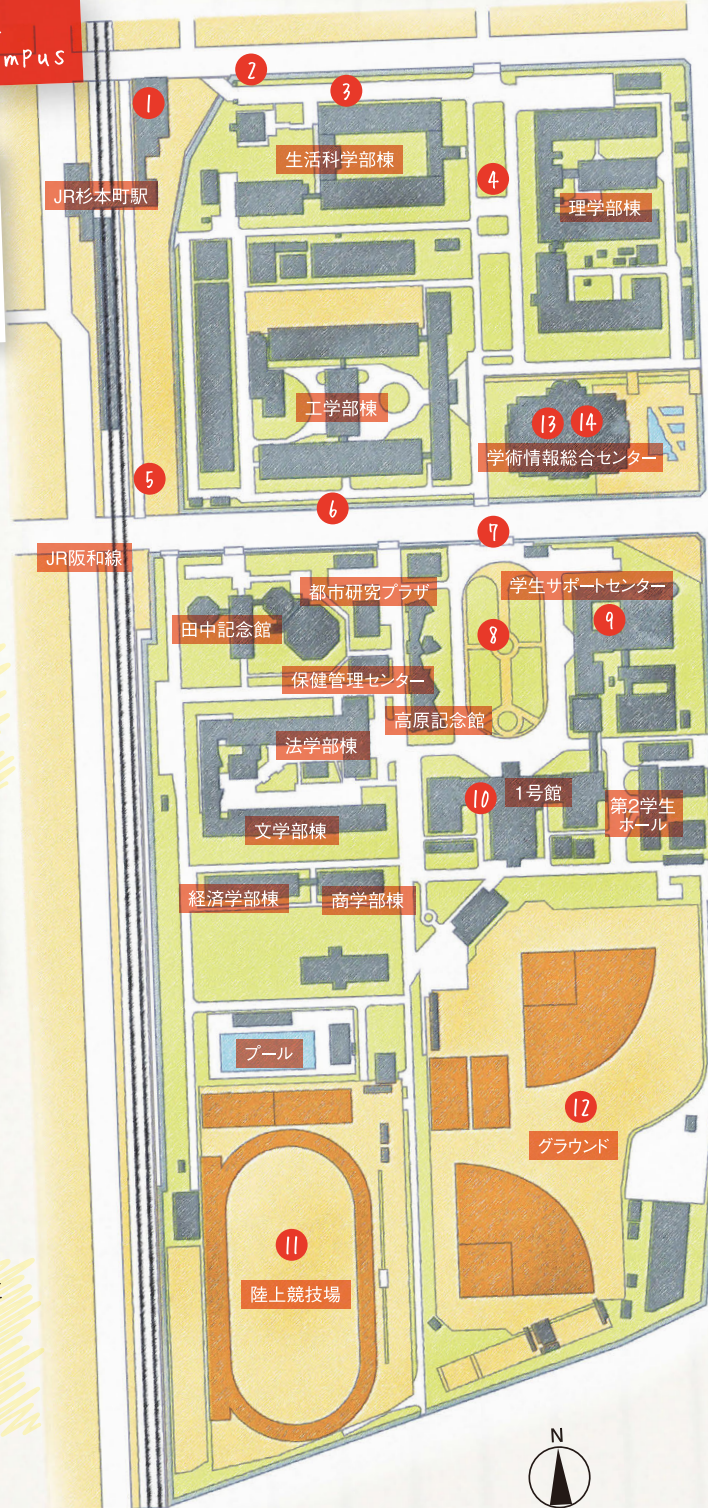 mpus
2
1
3
生活科学部棟
4
JR杉本町駅
理学部棟
工学部棟
13
14
学術情報総合センター
5
6
7
JR阪和線
都市研究プラザ
学生サポートセンター
田中記念館
8
9
保健管理センター
高原記念館
法学部棟
10
1号館
第2学生
ホール
文学部棟
経済学部棟
商学部棟
プール
12
グラウンド
11
陸上競技場
N